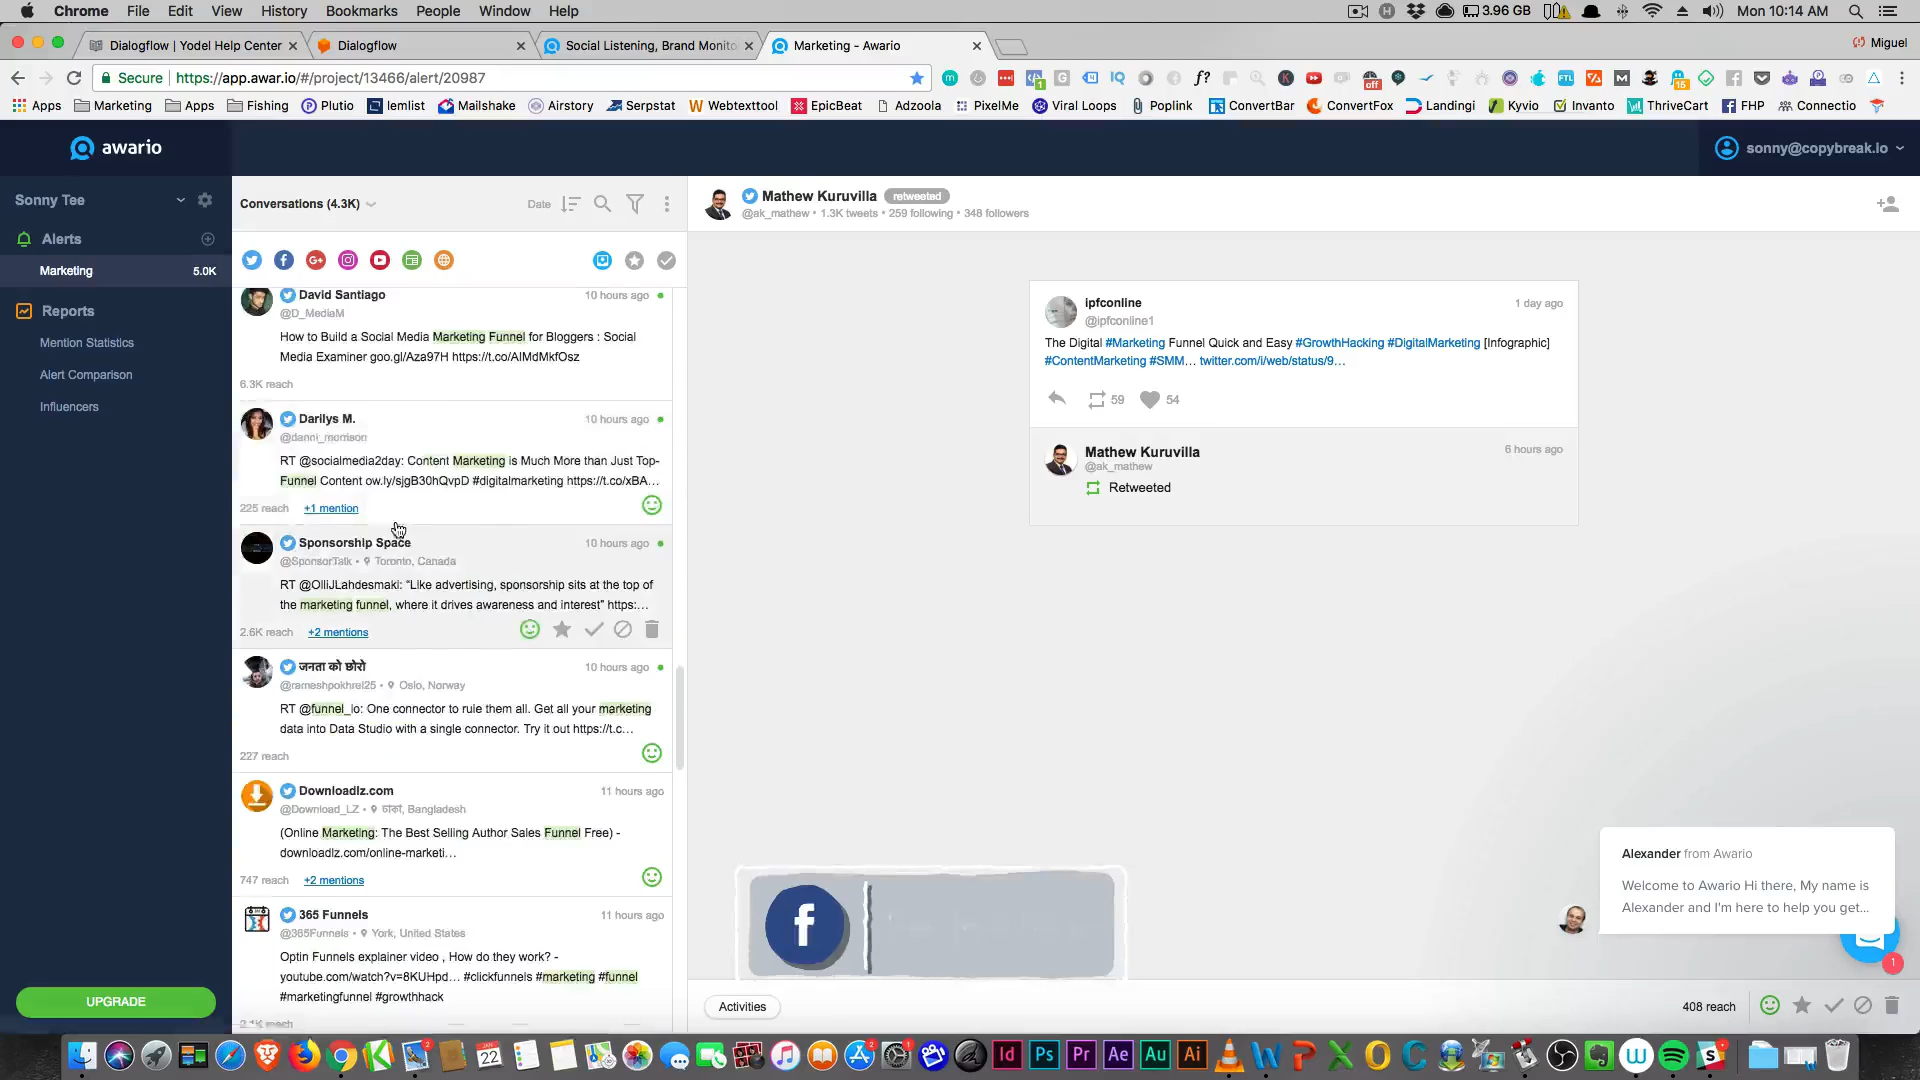 Chrome File Edit View History Bookmarks People Window Help
3.96 GB
Mon 10:14 AM
Dialogflow | Yodel Help Center
Dialogflow
Social Listening, Brand Monito
Marketing - Awario
Miguel
Secure https://app.awar.io/#/project/13466/alert/20987
Apps Marketing Apps Fishing Plutio lemlist Mailshake Airstory Serpstat Webtexttool EpicBeat Adzoola PixelMe Viral Loops Poplink ConvertBar ConvertFox Landingi Kyvio Invanto ThriveCart FHP Connectio
awario
sonny@copybreak.io
Sonny Tee
Alerts
Marketing 5.0K
Reports
Mention Statistics
Alert Comparison
Influencers
UPGRADE
Conversations (4.3K)
Date
David Santiago
10 hours ago
@D_MediaM
How to Build a Social Media Marketing Funnel for Bloggers : Social
Media Examiner goo.gl/Aza97H https://t.co/AlMdMkfOsz
6.3K reach
Darilys M.
10 hours ago
@danni_morrison
RT @socialmedia2day: Content Marketing is Much More than Just Top-
Funnel Content ow.ly/sjgB30hQvpD #digitalmarketing https://t.co/xBA...
225 reach +1 mention
Sponsorship Space
10 hours ago
@SponsorTalk • Toronto, Canada
RT @OlliJLahdesmaki: "Like advertising, sponsorship sits at the top of
the marketing funnel, where it drives awareness and interest" https:...
2.6K reach +2 mentions
जनता को छोरो
10 hours ago
@rameshpokhrel25 • Oslo, Norway
RT @funnel_io: One connector to rule them all. Get all your marketing
data into Data Studio with a single connector. Try it out https://t.c...
227 reach
Downloadlz.com
11 hours ago
@Download_LZ • ঢাকা, Bangladesh
(Online Marketing: The Best Selling Author Sales Funnel Free) -
downloadlz.com/online-marketi...
747 reach +2 mentions
365 Funnels
11 hours ago
@365Funnels • York, United States
Optin Funnels explainer video , How do they work? -
youtube.com/watch?v=8KUHpd... #clickfunnels #marketing #funnel
#marketingfunnel #growthhack
2.1K reach
Mathew Kuruvilla retweeted
@ak_mathew • 1.3K tweets • 259 following • 348 followers
ipfconline
1 day ago
@ipfconline1
The Digital #Marketing Funnel Quick and Easy #GrowthHacking #DigitalMarketing [Infographic]
#ContentMarketing #SMM... twitter.com/i/web/status/9...
59 54
Mathew Kuruvilla
6 hours ago
@ak_mathew
Retweeted
f
Alexander from Awario
Welcome to Awario Hi there, My name is
Alexander and I'm here to help you get...
1
Activities
408 reach